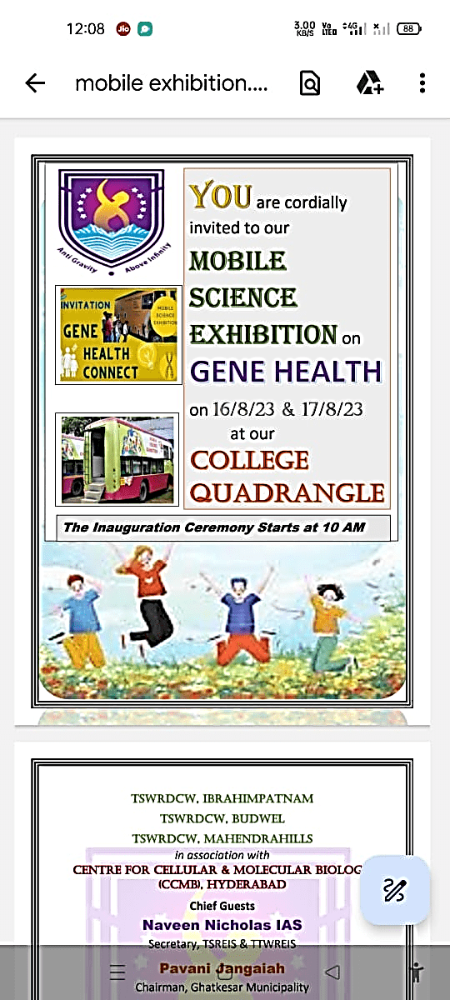 12:08
Jio
3.00 KB/S
Vo LTE
4G
x
88
mobile exhibition....
Anti Gravity
Above Infinity
YOU are cordially
invited to our
MOBILE
SCIENCE
EXHIBITION on
GENE HEALTH
on 16/8/23 & 17/8/23
at our
COLLEGE
QUADRANGLE
INVITATION
GENE
HEALTH
CONNECT
MOBILE
SCIENCE
EXHIBITION
The Inauguration Ceremony Starts at 10 AM
TSWRDCW, IBRAHIMPATNAM
TSWRDCW, BUDWEL
TSWRDCW, MAHENDRAHILLS
in association with
CENTRE FOR CELLULAR & MOLECULAR BIOLOG
(CCMB), HYDERABAD
Chief Guests
Naveen Nicholas IAS
Secretary, TSREIS & TTWREIS
Pavani Jangaiah
Chairman, Ghatkesar Municipality